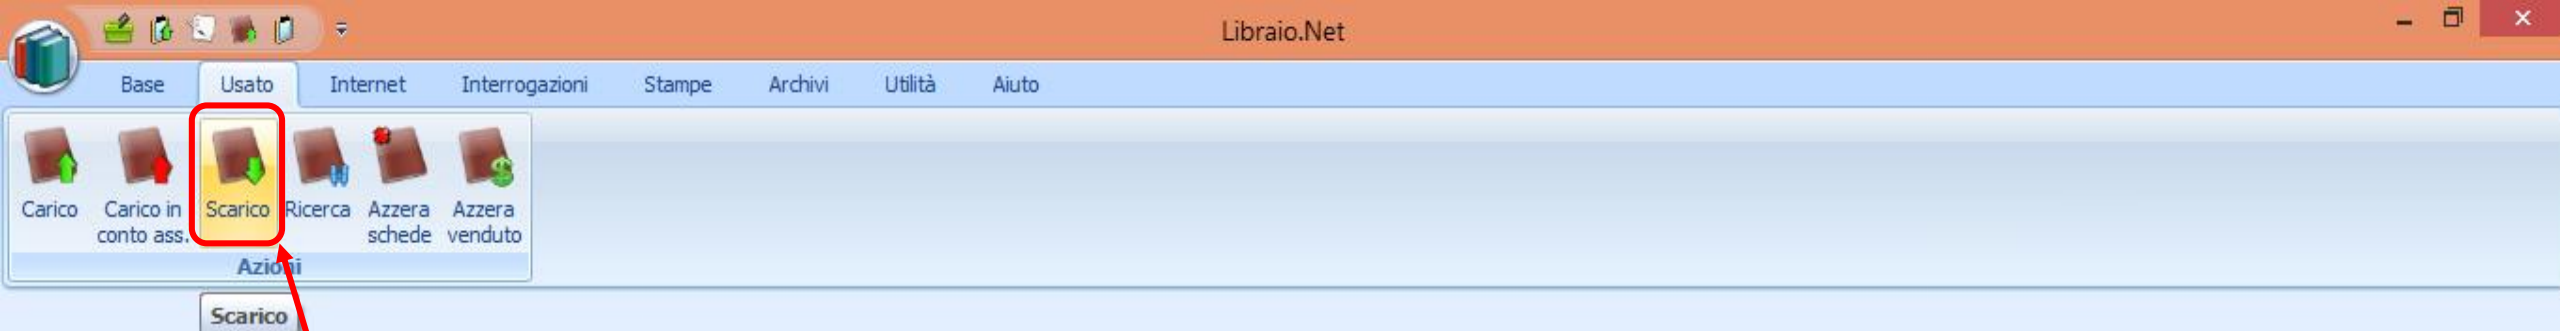 Libraio.Net
Base Usato Internet Interrogazioni Stampe Archivi Utilità Aiuto
Carico Carico in Scarico Ricerca Azzera Azzera
conto ass. schede venduto
Azioni
Scarico